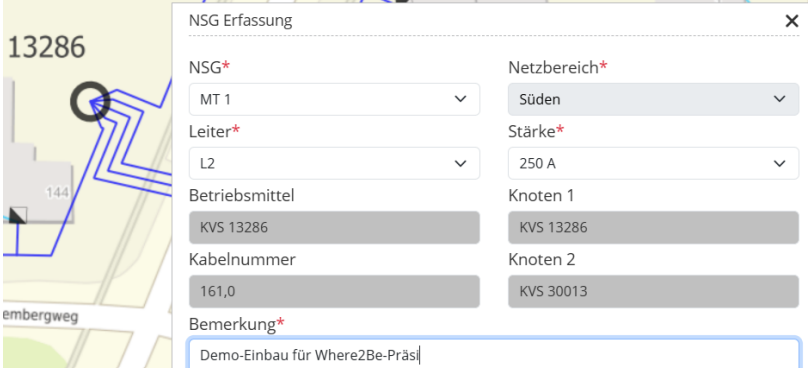 13286
144
embergweg
NSG Erfassung
NSG* Netzbereich*
MT 1 Süden
Leiter* Stärke*
L2 250 A
Betriebsmittel Knoten 1
KVS 13286 KVS 13286
Kabelnummer Knoten 2
161,0 KVS 30013
Bemerkung*
Demo-Einbau für Where2Be-Präsi